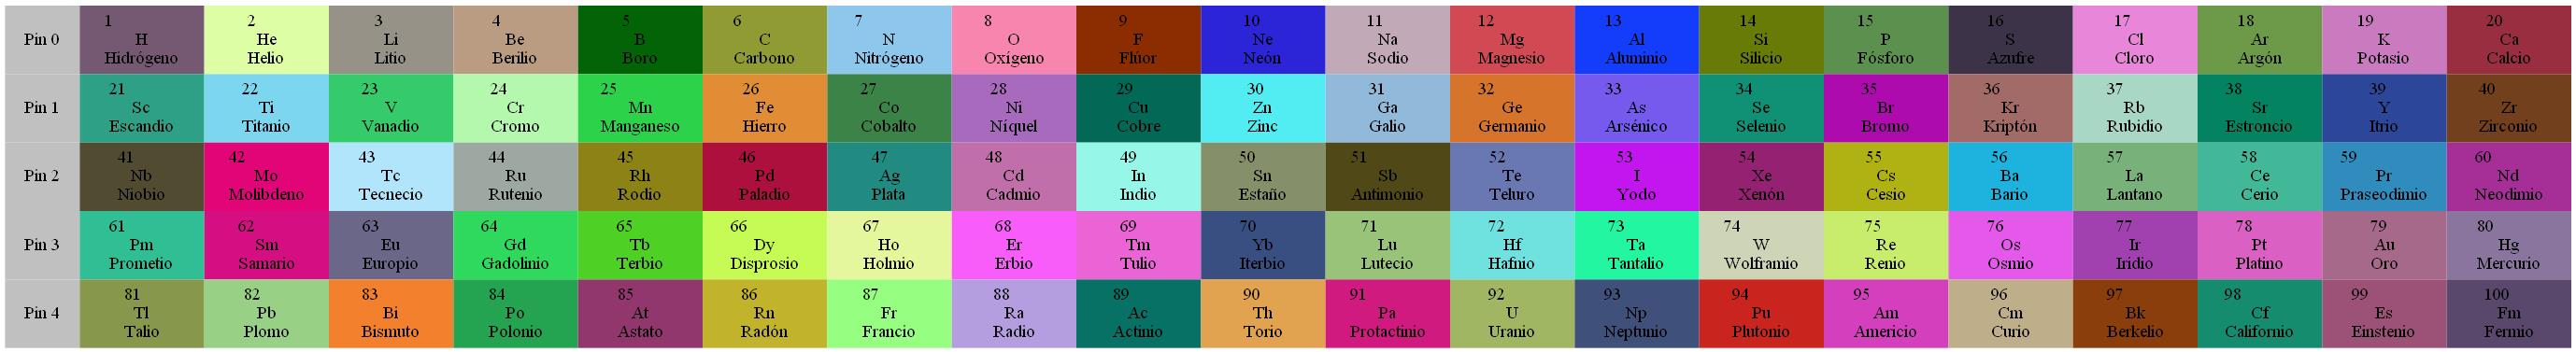 Pin 0 1 2 3 4 5 6 7 8 9 10 11 12 13 14 15 16 17 18 19 20
H He Li Be B C N O F Ne Na Mg Al Si P S Cl Ar K Ca
Hidrógeno Helio Litio Berilio Boro Carbono Nitrógeno Oxígeno Flúor Neón Sodio Magnesio Aluminio Silicio Fósforo Azufre Cloro Argón Potasio Calcio
Pin 1 21 22 23 24 25 26 27 28 29 30 31 32 33 34 35 36 37 38 39 40
Sc Ti V Cr Mn Fe Co Ni Cu Zn Ga Ge As Se Br Kr Rb Sr Y Zr
Escandio Titanio Vanadio Cromo Manganeso Hierro Cobalto Níquel Cobre Zinc Galio Germanio Arsénico Selenio Bromo Kriptón Rubidio Estroncio Itrio Zirconio
Pin 2 41 42 43 44 45 46 47 48 49 50 51 52 53 54 55 56 57 58 59 60
Nb Mo Tc Ru Rh Pd Ag Cd In Sn Sb Te I Xe Cs Ba La Ce Pr Nd
Niobio Molibdeno Tecnecio Rutenio Rodio Paladio Plata Cadmio Indio Estaño Antimonio Teluro Yodo Xenón Cesio Bario Lantano Cerio Praseodimio Neodimio
Pin 3 61 62 63 64 65 66 67 68 69 70 71 72 73 74 75 76 77 78 79 80
Pm Sm Eu Gd Tb Dy Ho Er Tm Yb Lu Hf Ta W Re Os Ir Pt Au Hg
Prometio Samario Europio Gadolinio Terbio Disprosio Holmio Erbio Tulio Iterbio Lutecio Hafnio Tantalio Wolframio Renio Osmio Iridio Platino Oro Mercurio
Pin 4 81 82 83 84 85 86 87 88 89 90 91 92 93 94 95 96 97 98 99 100
Tl Pb Bi Po At Rn Fr Ra Ac Th Pa U Np Pu Am Cm Bk Cf Es Fm
Talio Plomo Bismuto Polonio Astato Radón Francio Radio Actinio Torio Protactinio Uranio Neptunio Plutonio Americio Curio Berkelio Californio Einstenio Fermio